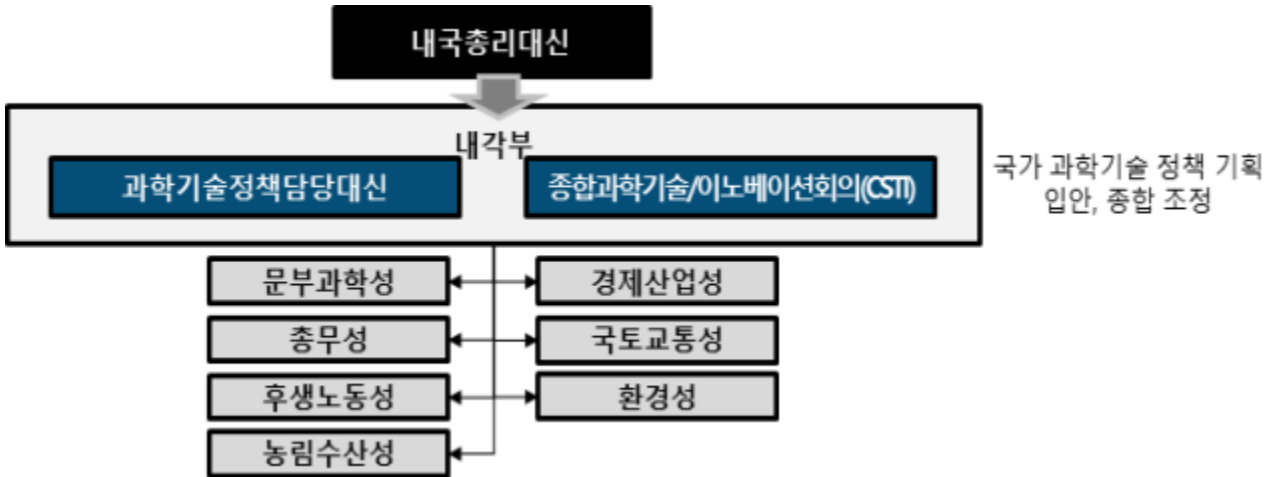 내국총리대신
내각부
과학기술정책담당대신
종합과학기술/이노베이션회의(CSTI)
국가 과학기술 정책 기획
입안, 종합 조정
문부과학성
경제산업성
총무성
국토교통성
후생노동성
환경성
농림수산성